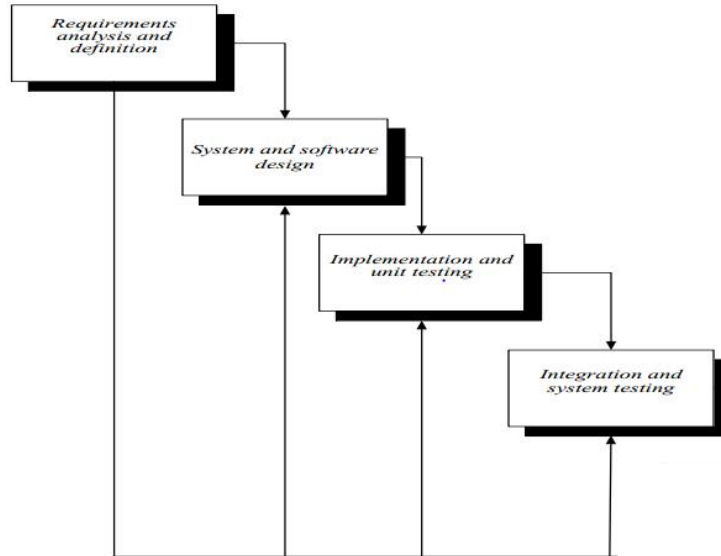 Requirements
analysis and
definition
System and software
design
Implementation and
unit testing
Integration and
system testing